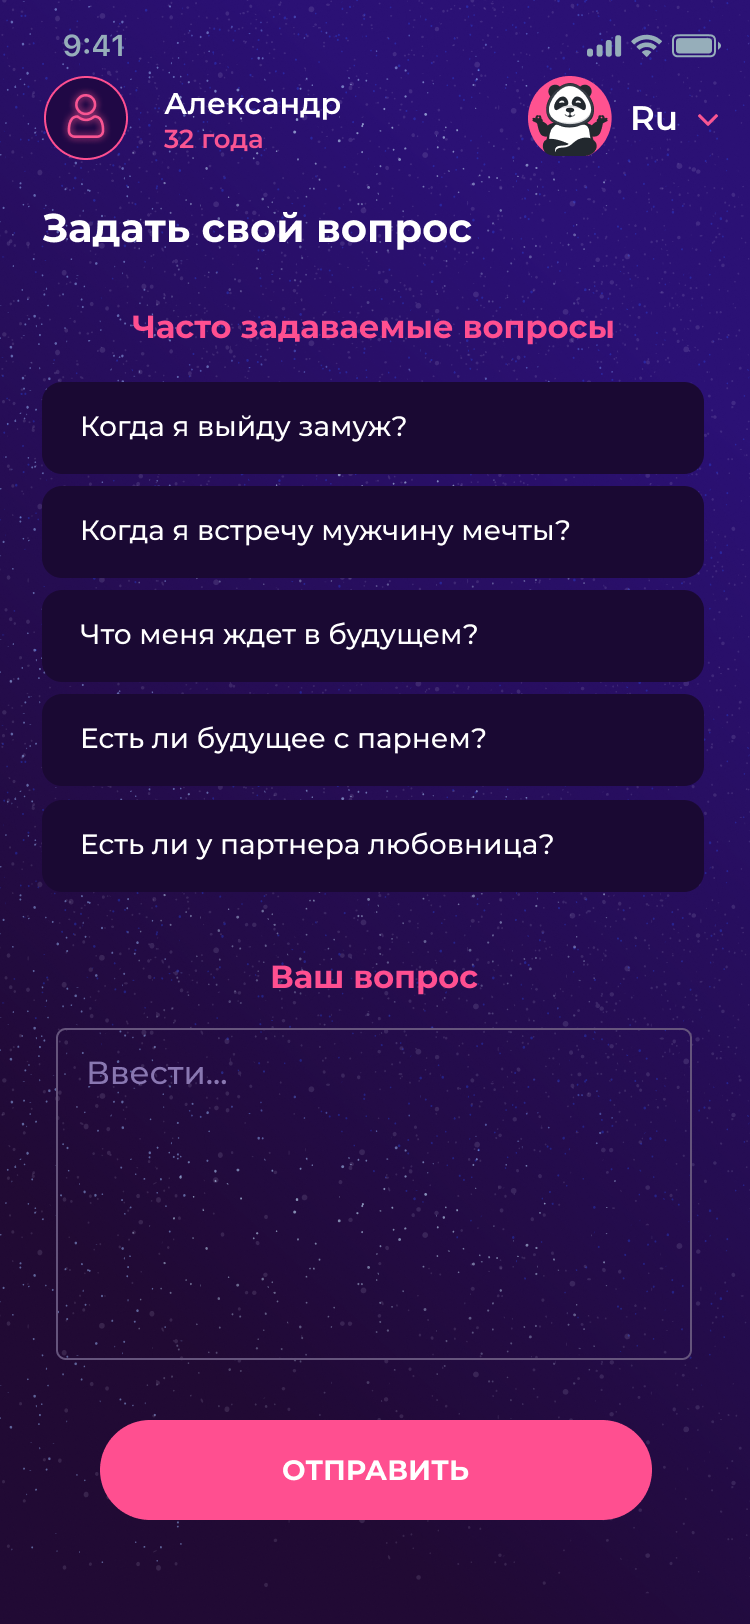 9:41
Александр
32 года
Ru
Задать свой вопрос
Часто задаваемые вопросы
Когда я выйду замуж?
Когда я встречу мужчину мечты?
Что меня ждет в будущем?
Есть ли будущее с парнем?
Есть ли у партнера любовница?
Ваш вопрос
Ввести...
ОТПРАВИТЬ